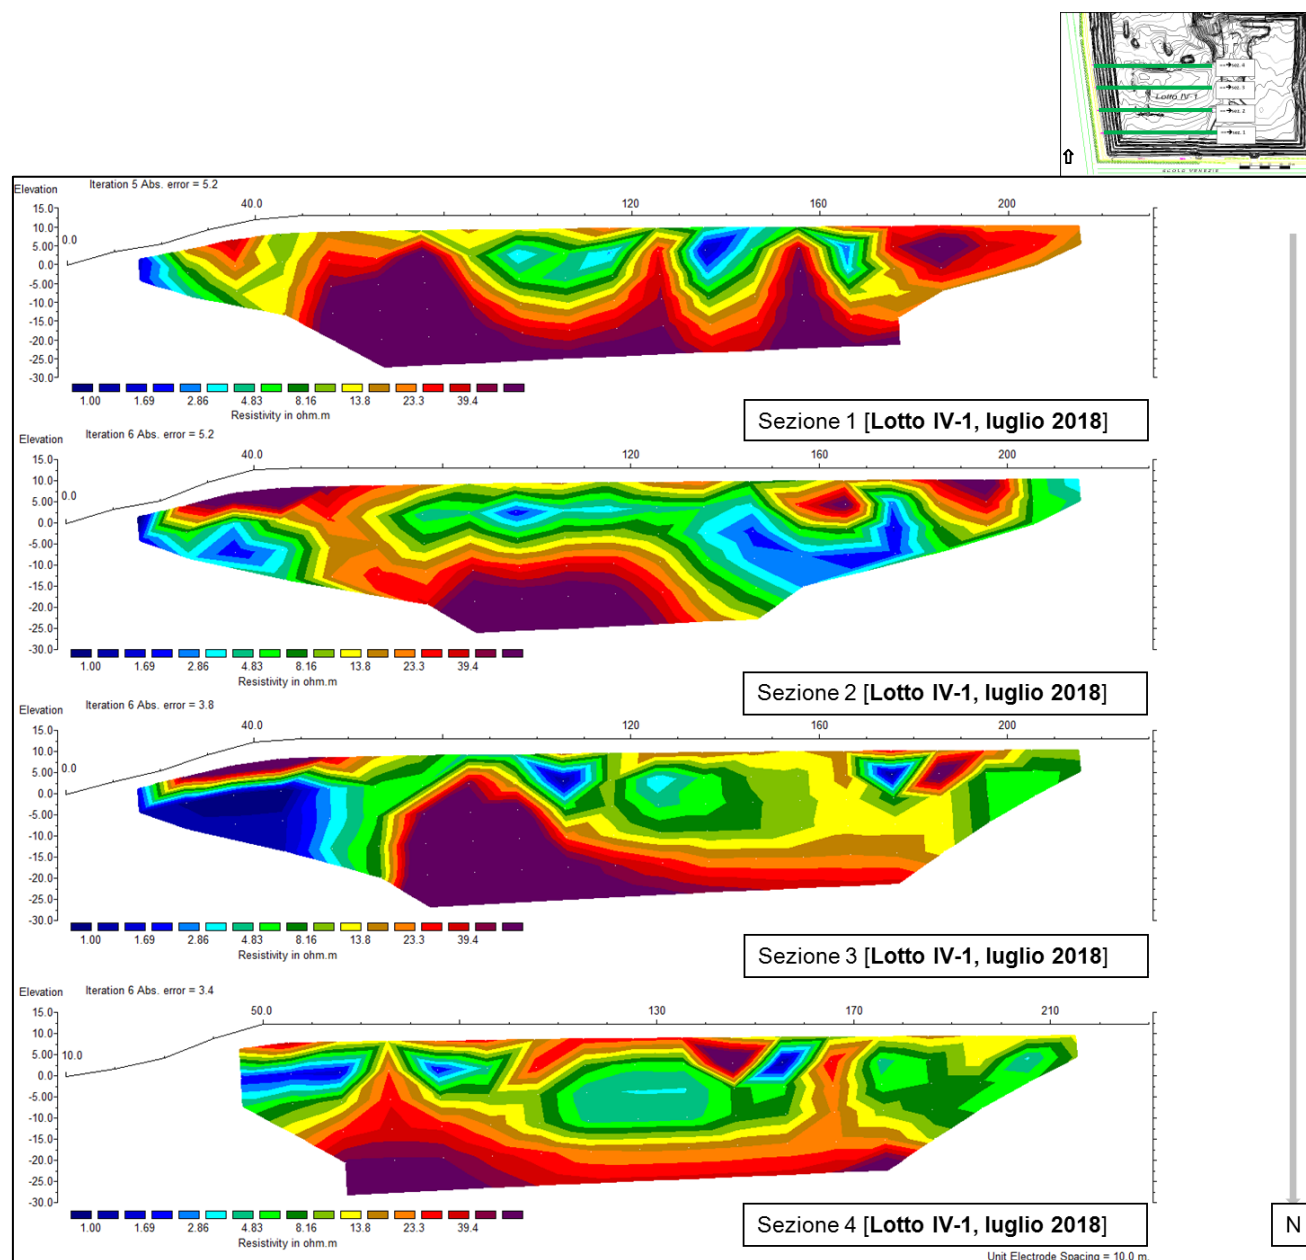 →sez. 4
→sez. 3
Lotto IV-1
→sez. 2
→sez. 1
⇧
SCOLO
Elevation Iteration 5 Abs. error = 5.2
15.0 40.0 120 160 200
10.0
5.00 0.0
0.0
-5.00
-10.0
-15.0
-20.0
-25.0
-30.0
1.00 1.69 2.86 4.83 8.16 13.8 23.3 39.4
Resistivity in ohm.m
Sezione 1 [Lotto IV-1, luglio 2018]
Elevation Iteration 6 Abs. error = 5.2
15.0 40.0 120 160 200
10.0
5.00 0.0
0.0
-5.00
-10.0
-15.0
-20.0
-25.0
-30.0
1.00 1.69 2.86 4.83 8.16 13.8 23.3 39.4
Resistivity in ohm.m
Sezione 2 [Lotto IV-1, luglio 2018]
Elevation Iteration 6 Abs. error = 3.8
15.0 40.0 120 160 200
10.0
5.00 0.0
0.0
-5.00
-10.0
-15.0
-20.0
-25.0
-30.0
1.00 1.69 2.86 4.83 8.16 13.8 23.3 39.4
Resistivity in ohm.m
Sezione 3 [Lotto IV-1, luglio 2018]
Elevation Iteration 6 Abs. error = 3.4
15.0 50.0 130 170 210
10.0
5.00 10.0
0.0
-5.00
-10.0
-15.0
-20.0
-25.0
-30.0
1.00 1.69 2.86 4.83 8.16 13.8 23.3 39.4
Resistivity in ohm.m
Sezione 4 [Lotto IV-1, luglio 2018]
N
Unit Electrode Spacing = 10.0 m.